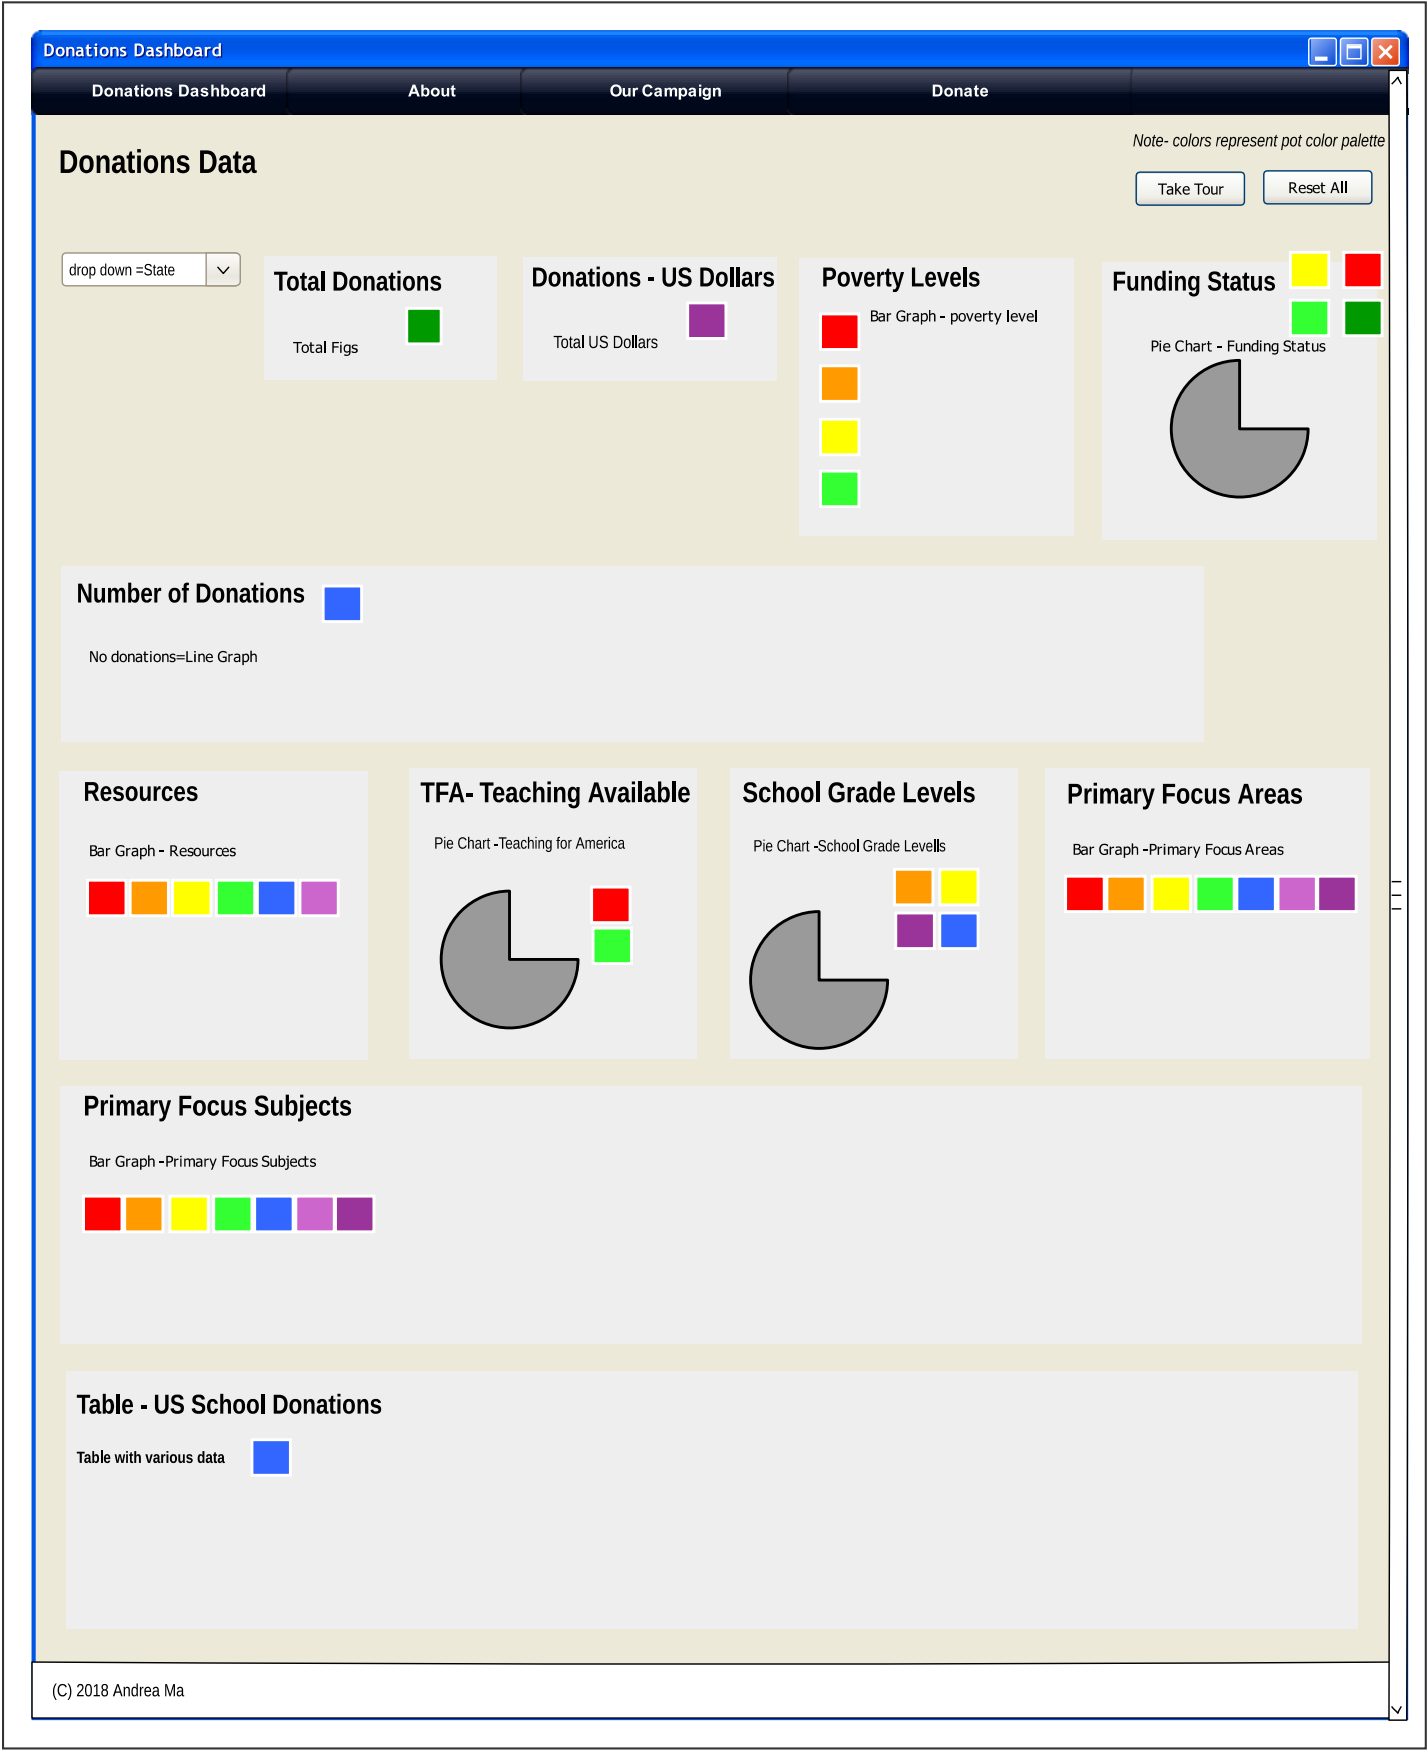 Donations Dashboard
Donations Dashboard
About
Our Campaign
Donate
Note- colors represent pot color palette
Donations Data
Take Tour
Reset All
drop down =State
Total Donations
Total Figs
Donations - US Dollars
Total US Dollars
Poverty Levels
Bar Graph - poverty level
Funding Status
Pie Chart - Funding Status
Number of Donations
No donations=Line Graph
Resources
Bar Graph - Resources
TFA- Teaching Available
Pie Chart -Teaching for America
School Grade Levels
Pie Chart -School Grade Levells
Primary Focus Areas
Bar Graph -Primary Focus Areas
Primary Focus Subjects
Bar Graph -Primary Focus Subjects
Table - US School Donations
Table with various data
(C) 2018 Andrea Ma